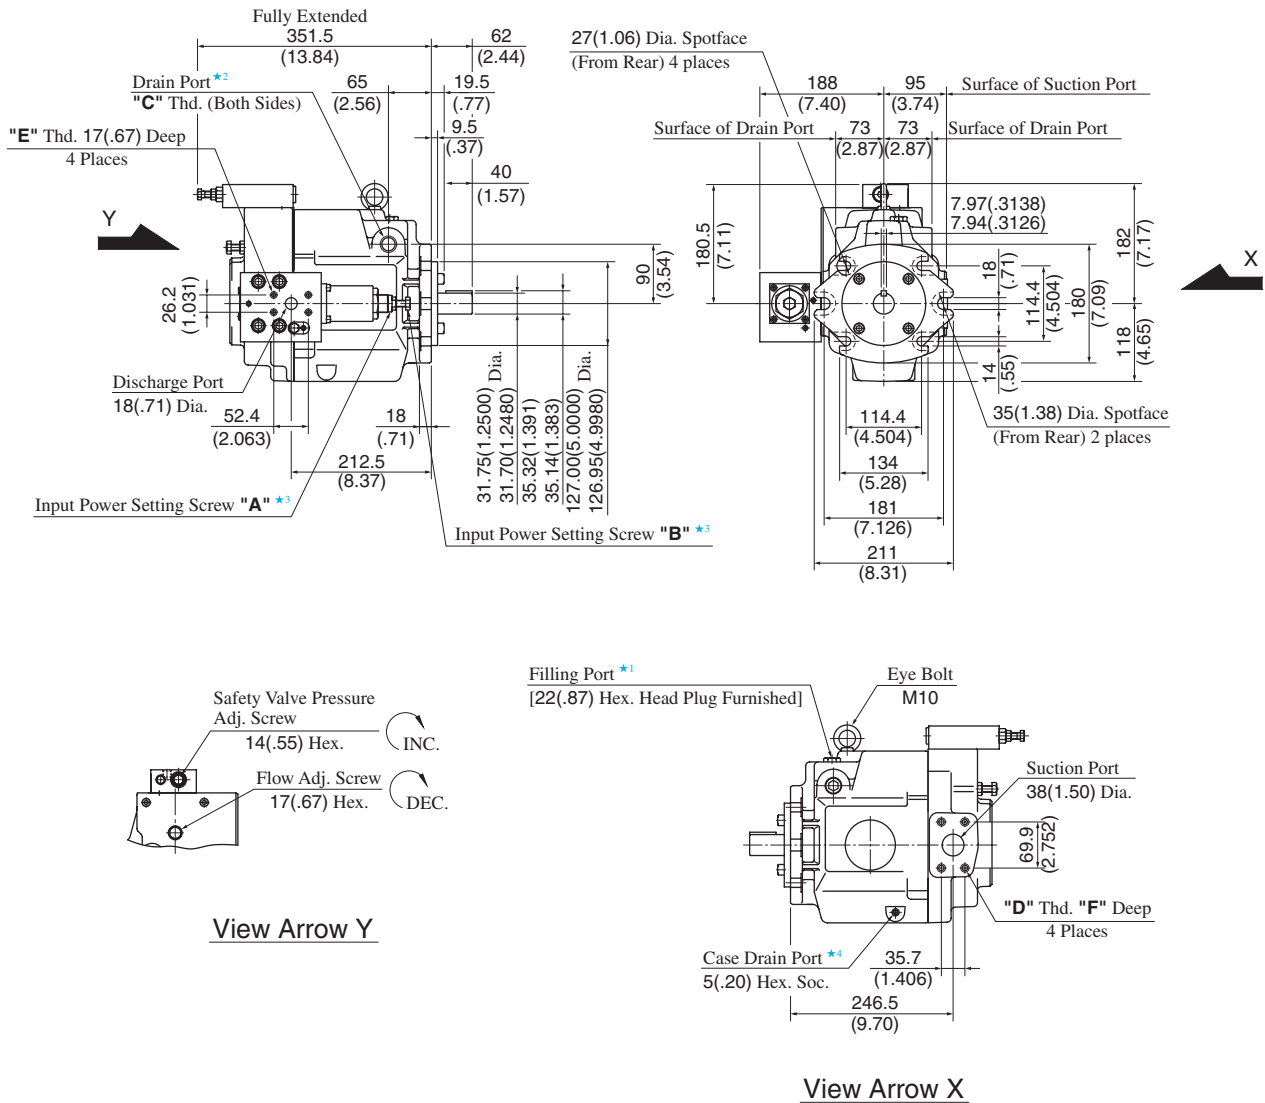 Fully Extended
351.5
(13.84)
62
(2.44)
Drain Port★2
"C" Thd. (Both Sides)
65
(2.56)
19.5
(.77)
"E" Thd. 17(.67) Deep
4 Places
9.5
(.37)
40
(1.57)
Y
26.2
(1.031)
90
(3.54)
Discharge Port
18(.71) Dia.
52.4
(2.063)
18
(.71)
212.5
(8.37)
31.75(1.2500) Dia.
31.70(1.2480)
35.32(1.391)
35.14(1.383)
127.00(5.0000) Dia.
126.95(4.9980)
Input Power Setting Screw "A" ★3
Input Power Setting Screw "B" ★3
27(1.06) Dia. Spotface
(From Rear) 4 places
188
(7.40)
95
(3.74)
Surface of Suction Port
Surface of Drain Port
73
(2.87)
73
(2.87)
Surface of Drain Port
7.97(.3138)
7.94(.3126)
180.5
(7.11)
182
(7.17)
X
18
(.71)
114.4
(4.504)
180
(7.09)
118
(4.65)
14
(.55)
35(1.38) Dia. Spotface
(From Rear) 2 places
114.4
(4.504)
134
(5.28)
181
(7.126)
211
(8.31)
Safety Valve Pressure
Adj. Screw
14(.55) Hex.
INC.
Flow Adj. Screw
17(.67) Hex.
DEC.
View Arrow Y
Filling Port ★1
[22(.87) Hex. Head Plug Furnished]
Eye Bolt
M10
Suction Port
38(1.50) Dia.
69.9
(2.752)
"D" Thd. "F" Deep
4 Places
Case Drain Port ★4
5(.20) Hex. Soc.
35.7
(1.406)
246.5
(9.70)
View Arrow X